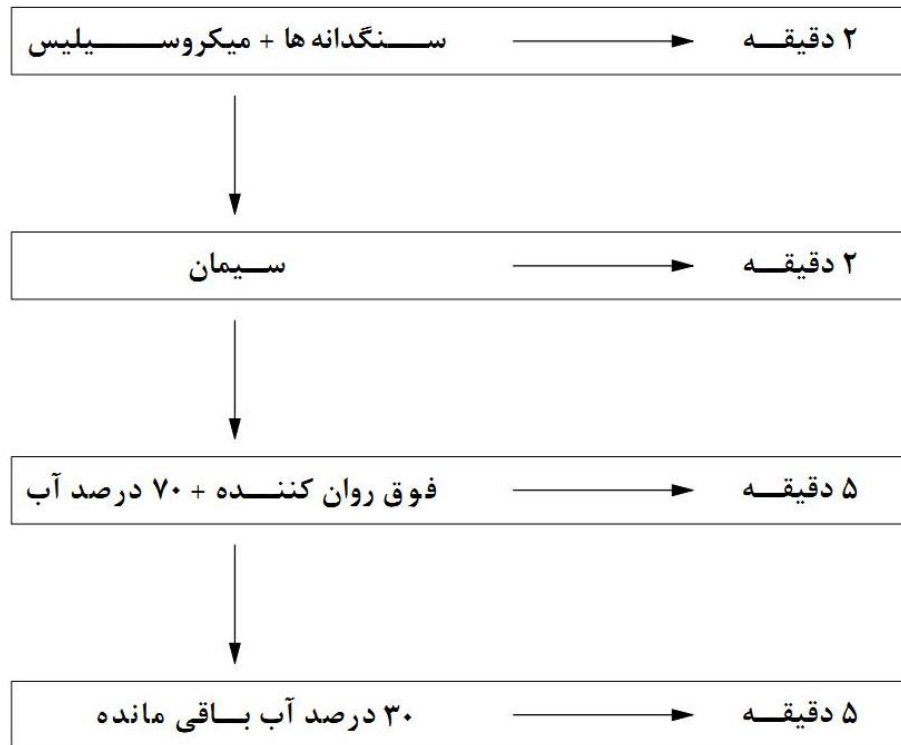 سنگدانه ها + میکروسیلیس ۲ دقیقه
سیمان ۲ دقیقه
فوق روان کننده + ۷۰ درصد آب ۵ دقیقه
۳۰ درصد آب باقی مانده ۵ دقیقه